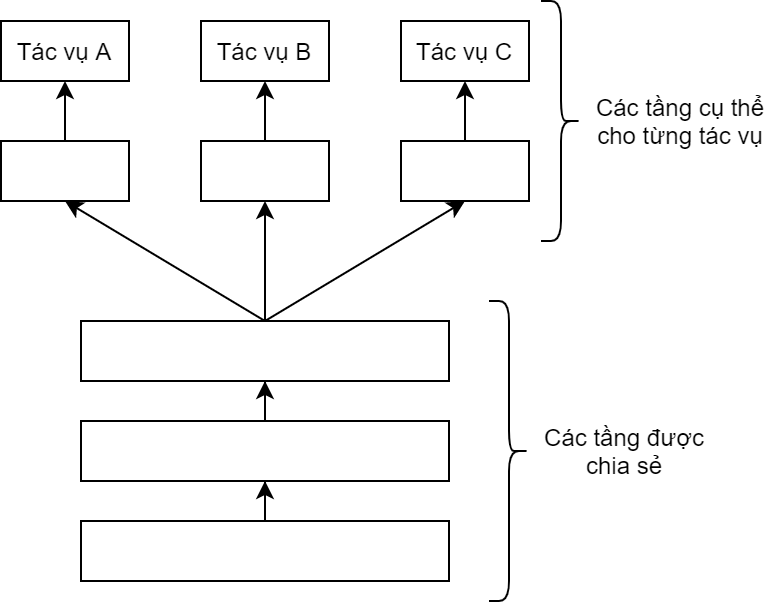 Tác vụ A
Tác vụ B
Tác vụ C
Các tầng cụ thể
cho từng tác vụ
Các tầng được
chia sẻ